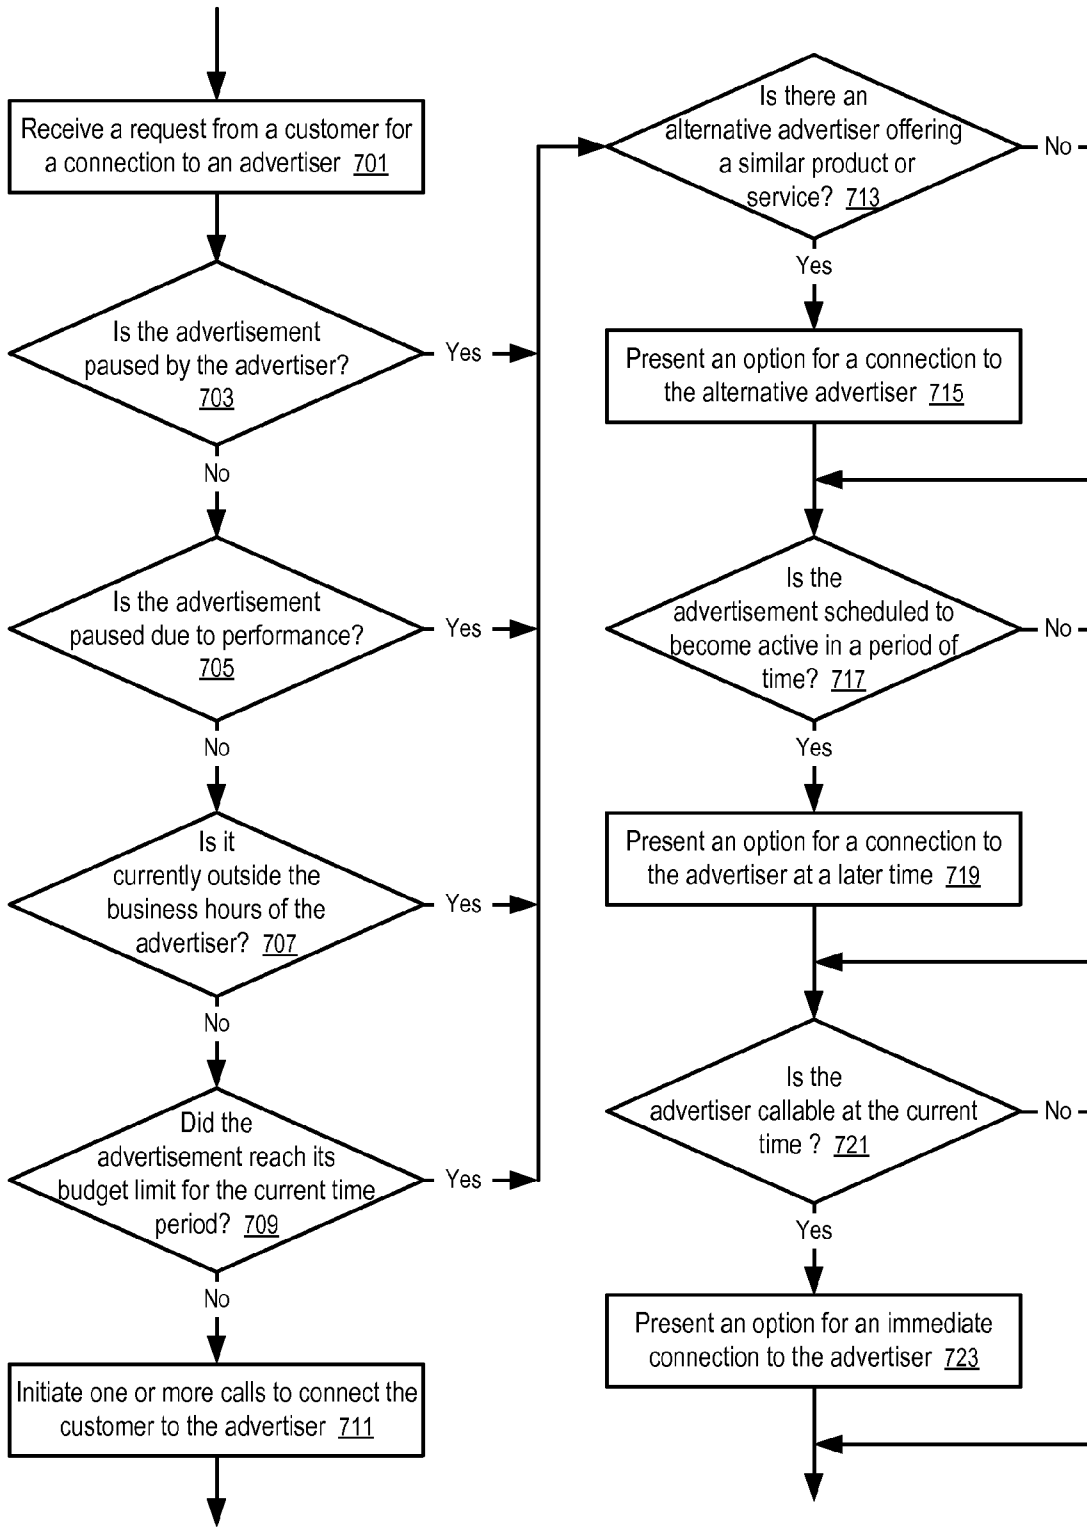 Receive a request from a customer for
a connection to an advertiser 701
Is the advertisement
paused by the advertiser?
703
Yes
No
Is the advertisement
paused due to performance?
705
Yes
No
Is it
currently outside the
business hours of the
advertiser? 707
Yes
No
Did the
advertisement reach its
budget limit for the current time
period? 709
Yes
No
Initiate one or more calls to connect the
customer to the advertiser 711
Is there an
alternative advertiser offering
a similar product or
service? 713
No
Yes
Present an option for a connection to
the alternative advertiser 715
Is the
advertisement scheduled to
become active in a period of
time? 717
No
Yes
Present an option for a connection to
the advertiser at a later time 719
Is the
advertiser callable at the current
time ? 721
No
Yes
Present an option for an immediate
connection to the advertiser 723